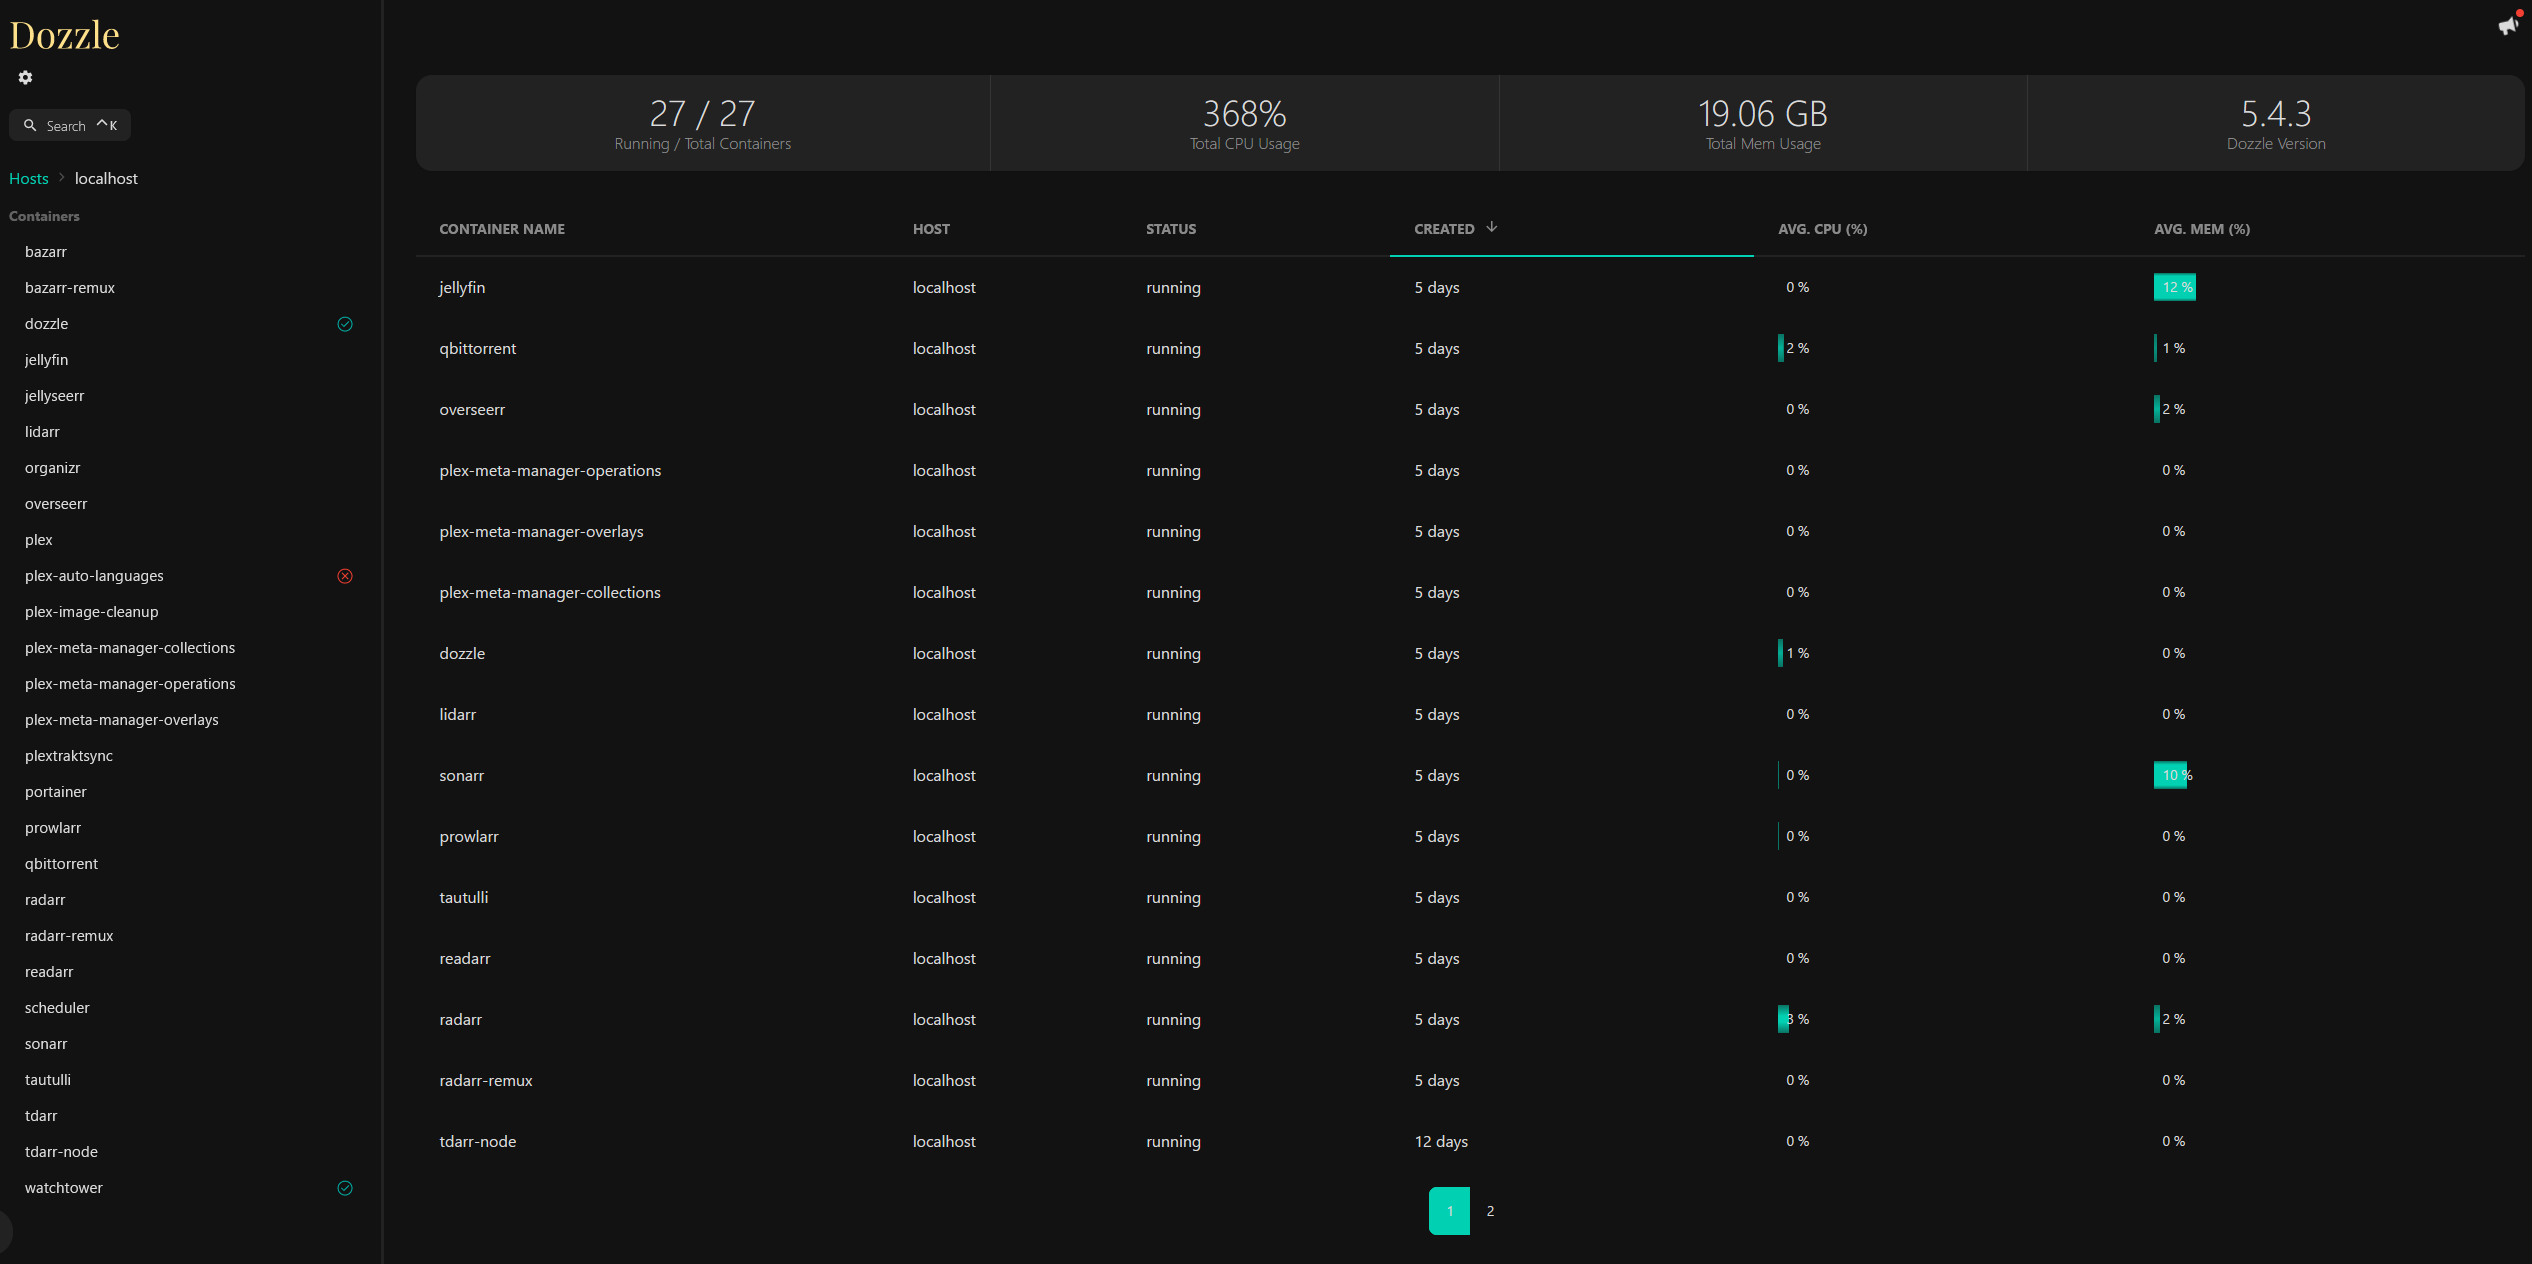 Dozzle
Search ^K
Hosts > localhost
Containers
bazarr
bazarr-remux
dozzle
jellyfin
jellyseerr
lidarr
organizr
overseerr
plex
plex-auto-languages
plex-image-cleanup
plex-meta-manager-collections
plex-meta-manager-operations
plex-meta-manager-overlays
plextraktsync
portainer
prowlarr
qbittorrent
radarr
radarr-remux
readarr
scheduler
sonarr
tautulli
tdarr
tdarr-node
watchtower
27 / 27
Running / Total Containers
368%
Total CPU Usage
19.06 GB
Total Mem Usage
5.4.3
Dozzle Version
CONTAINER NAME HOST STATUS CREATED ↓ AVG. CPU (%) AVG. MEM (%)
jellyfin localhost running 5 days 0 % 12 %
qbittorrent localhost running 5 days 2 % 1 %
overseerr localhost running 5 days 0 % 2 %
plex-meta-manager-operations localhost running 5 days 0 % 0 %
plex-meta-manager-overlays localhost running 5 days 0 % 0 %
plex-meta-manager-collections localhost running 5 days 0 % 0 %
dozzle localhost running 5 days 1 % 0 %
lidarr localhost running 5 days 0 % 0 %
sonarr localhost running 5 days 0 % 10 %
prowlarr localhost running 5 days 0 % 0 %
tautulli localhost running 5 days 0 % 0 %
readarr localhost running 5 days 0 % 0 %
radarr localhost running 5 days 3 % 2 %
radarr-remux localhost running 5 days 0 % 0 %
tdarr-node localhost running 12 days 0 % 0 %
1 2